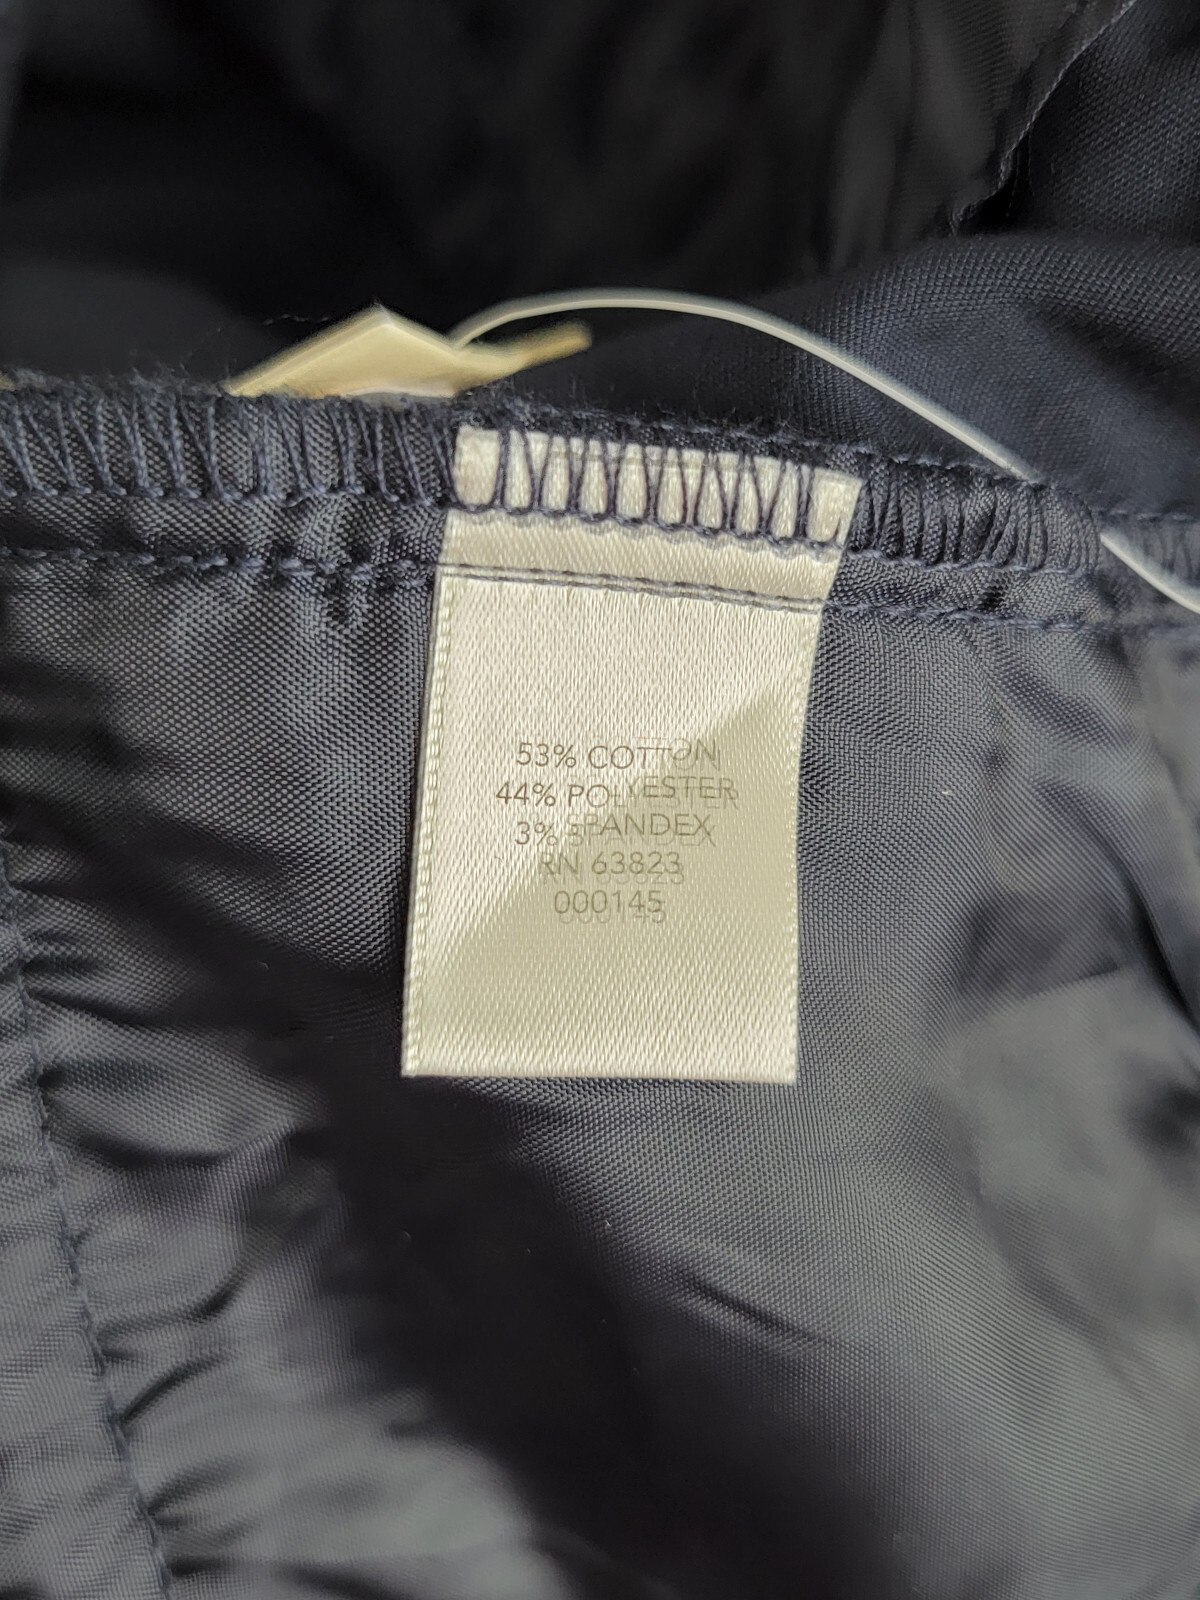 53% COTTON
44% POLYESTER
3% SPANDEX
RN 63823
000145